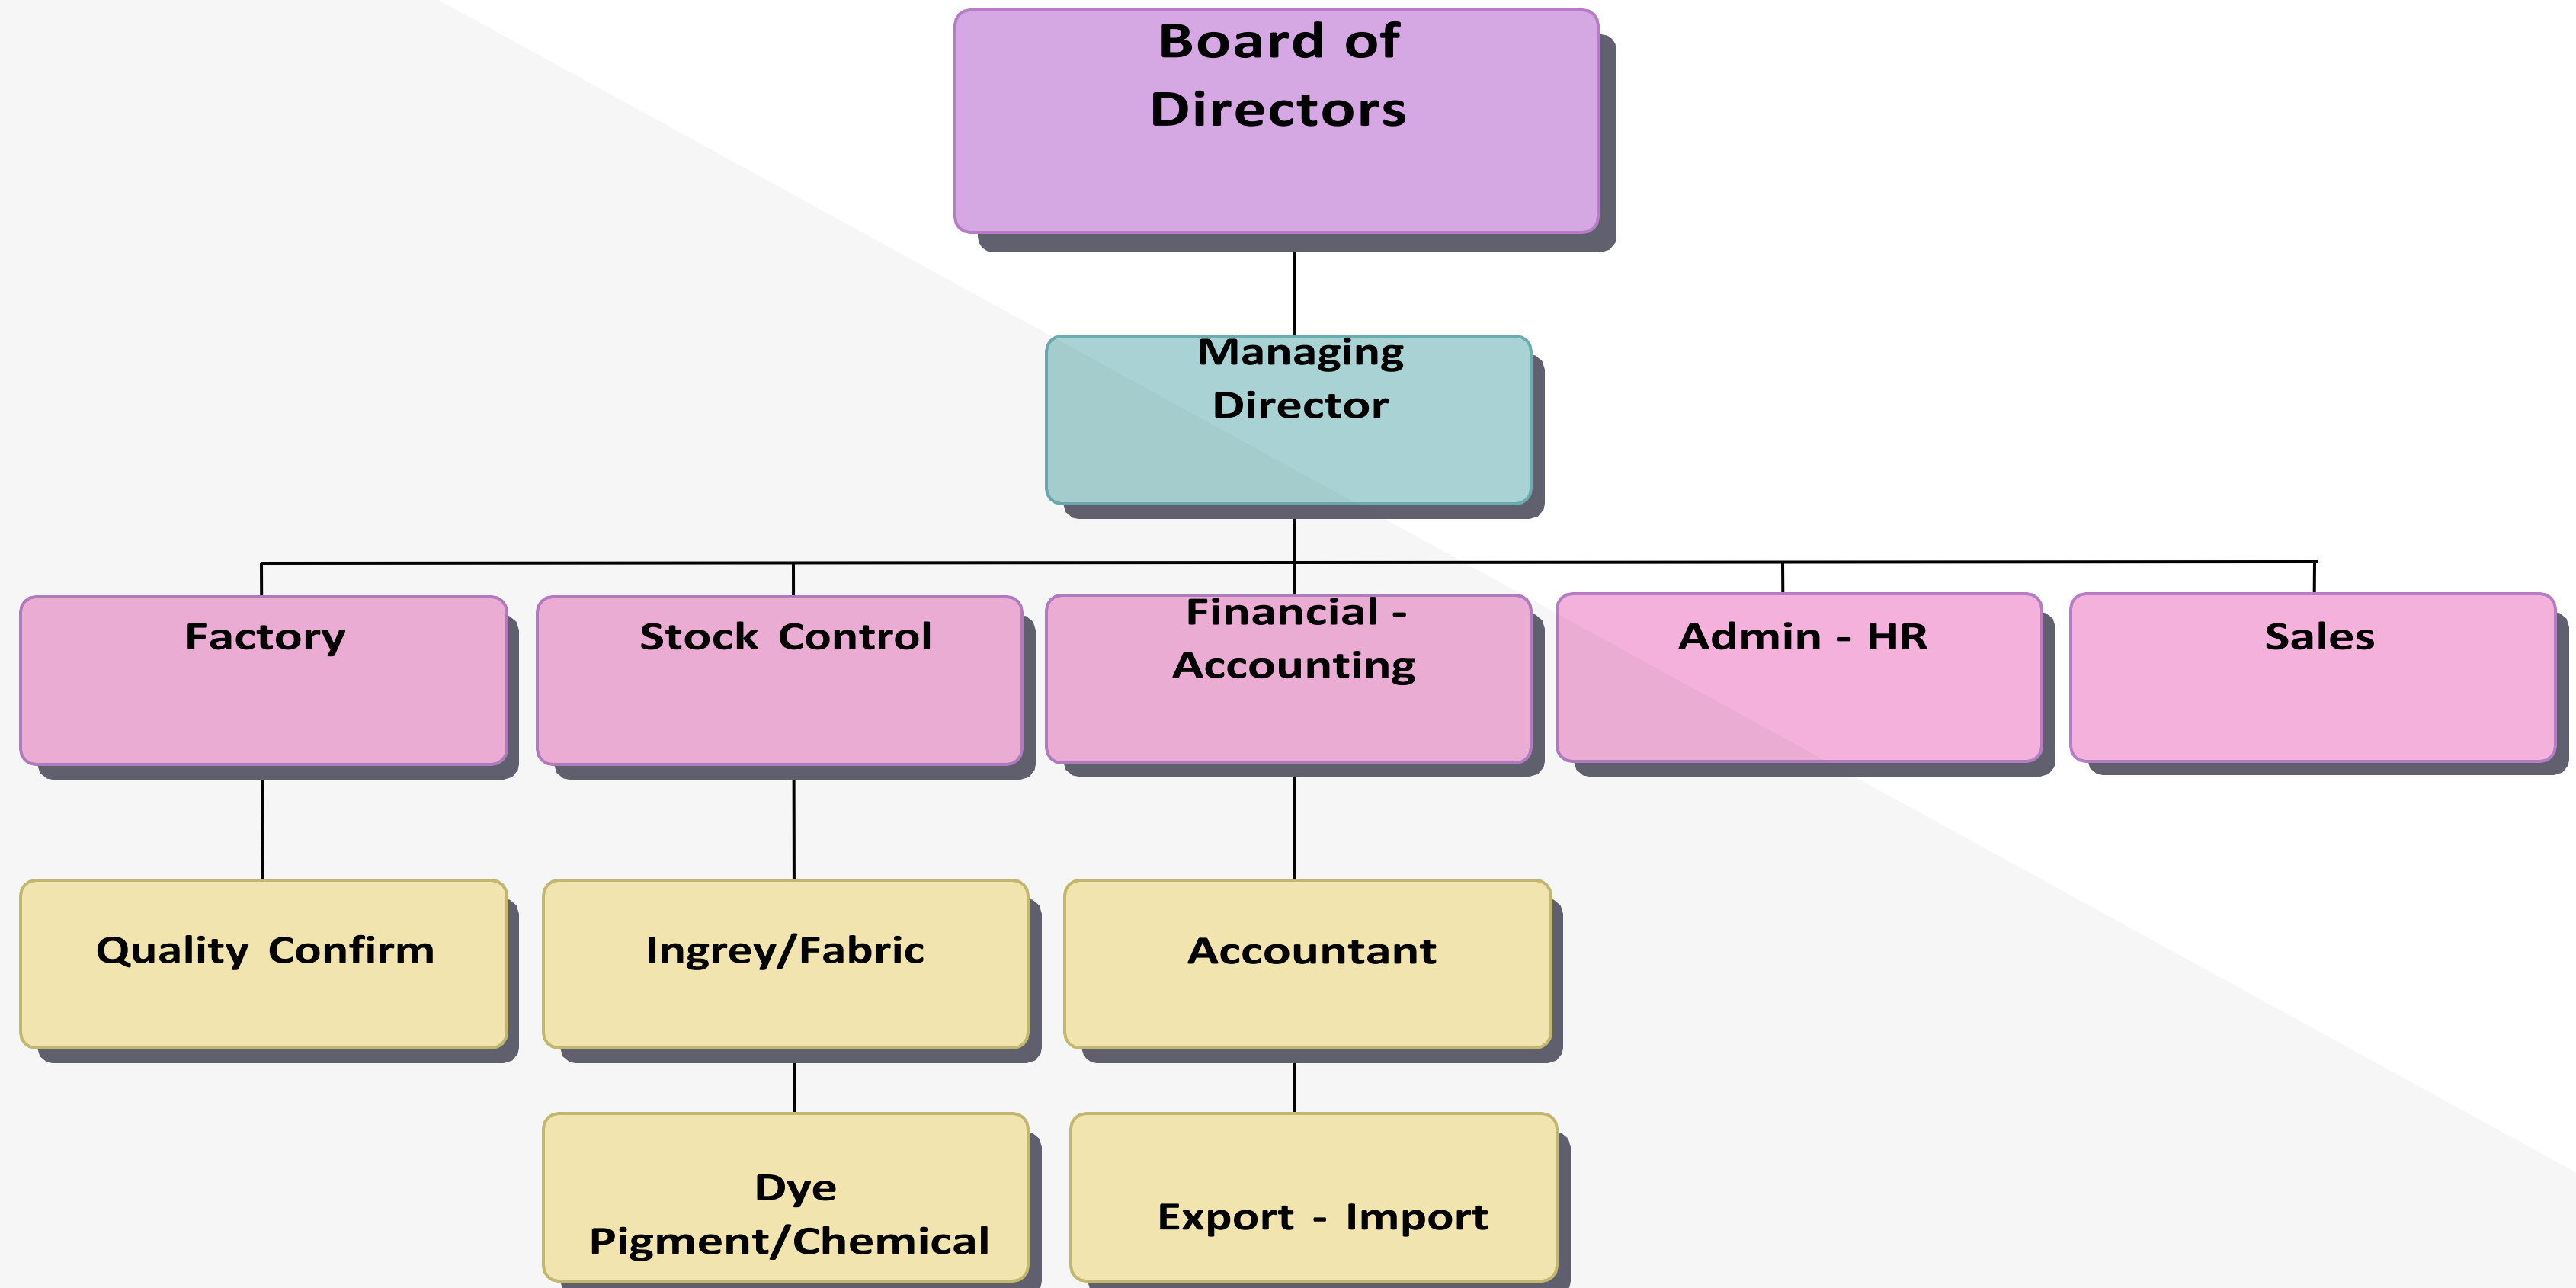 Board of
Directors
Managing
Director
Factory
Stock Control
Financial -
Accounting
Admin - HR
Sales
Quality Confirm
Ingrey/Fabric
Accountant
Dye
Pigment/Chemical
Export - Import